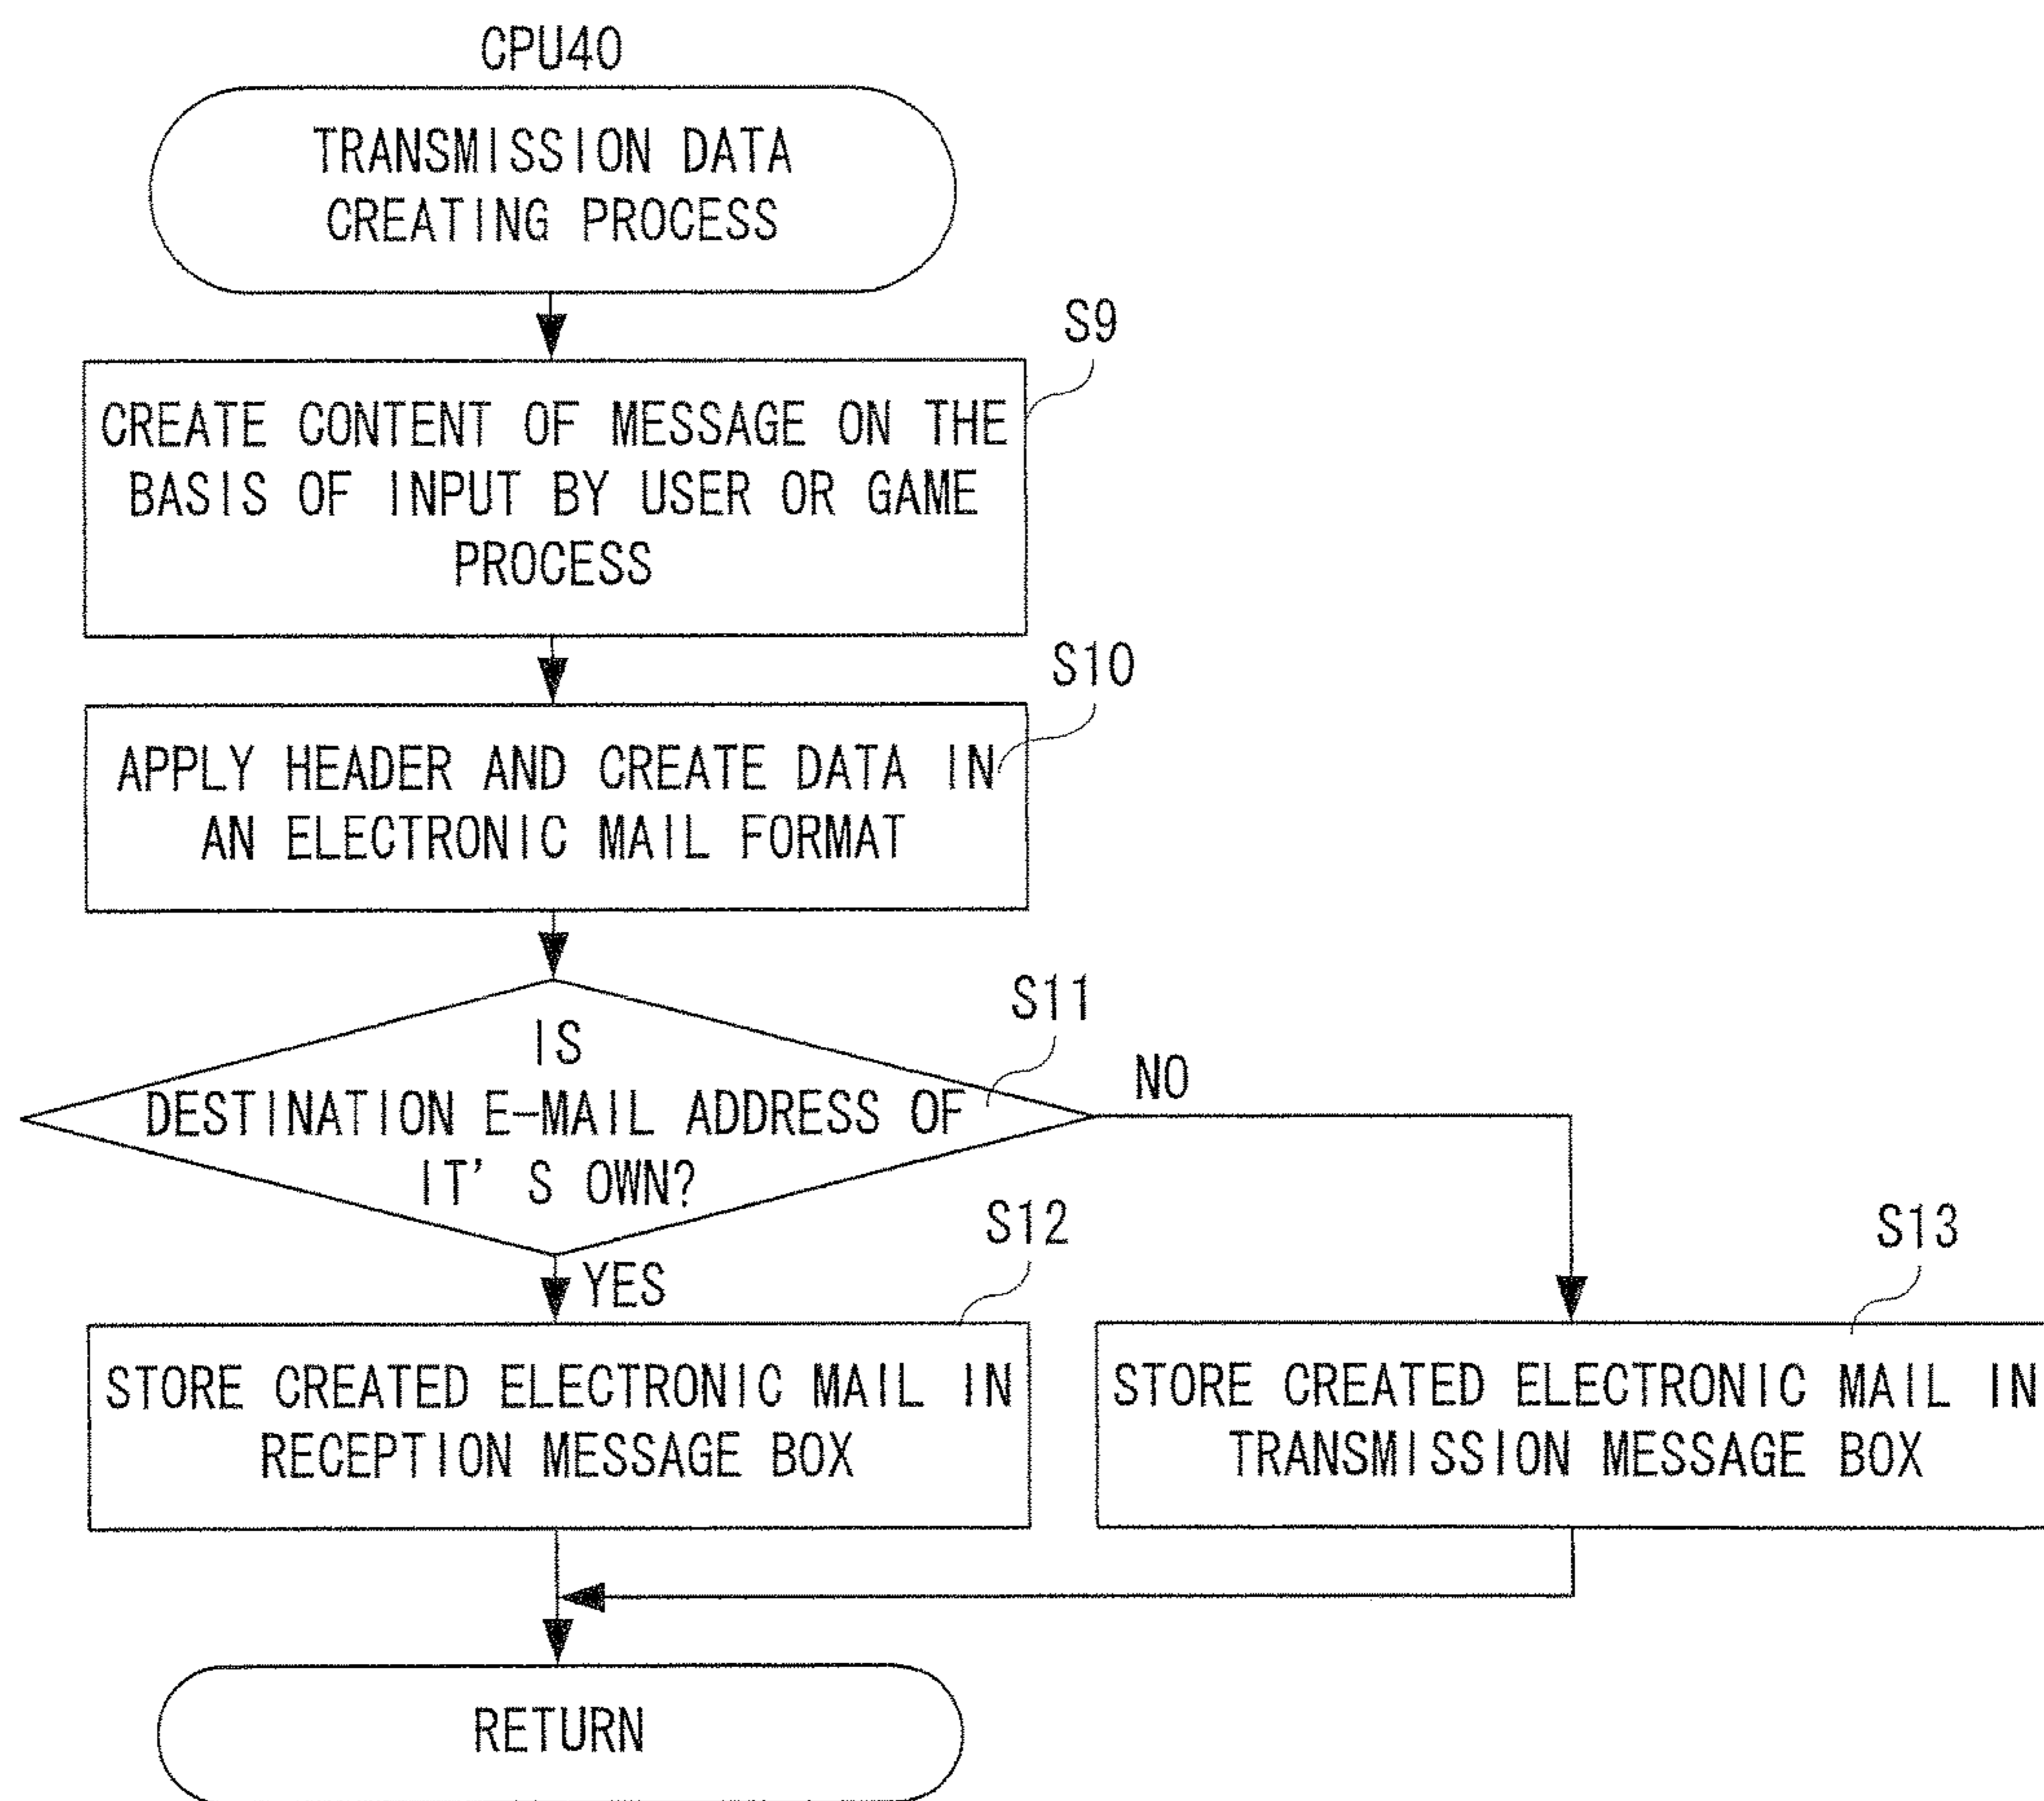 CPU40
TRANSMISSION DATA
CREATING PROCESS
S9
CREATE CONTENT OF MESSAGE ON THE
BASIS OF INPUT BY USER OR GAME
PROCESS
S10
APPLY HEADER AND CREATE DATA IN
AN ELECTRONIC MAIL FORMAT
S11
IS
DESTINATION E-MAIL ADDRESS OF
IT'S OWN?
NO
YES
S12
STORE CREATED ELECTRONIC MAIL IN
RECEPTION MESSAGE BOX
S13
STORE CREATED ELECTRONIC MAIL IN
TRANSMISSION MESSAGE BOX
RETURN